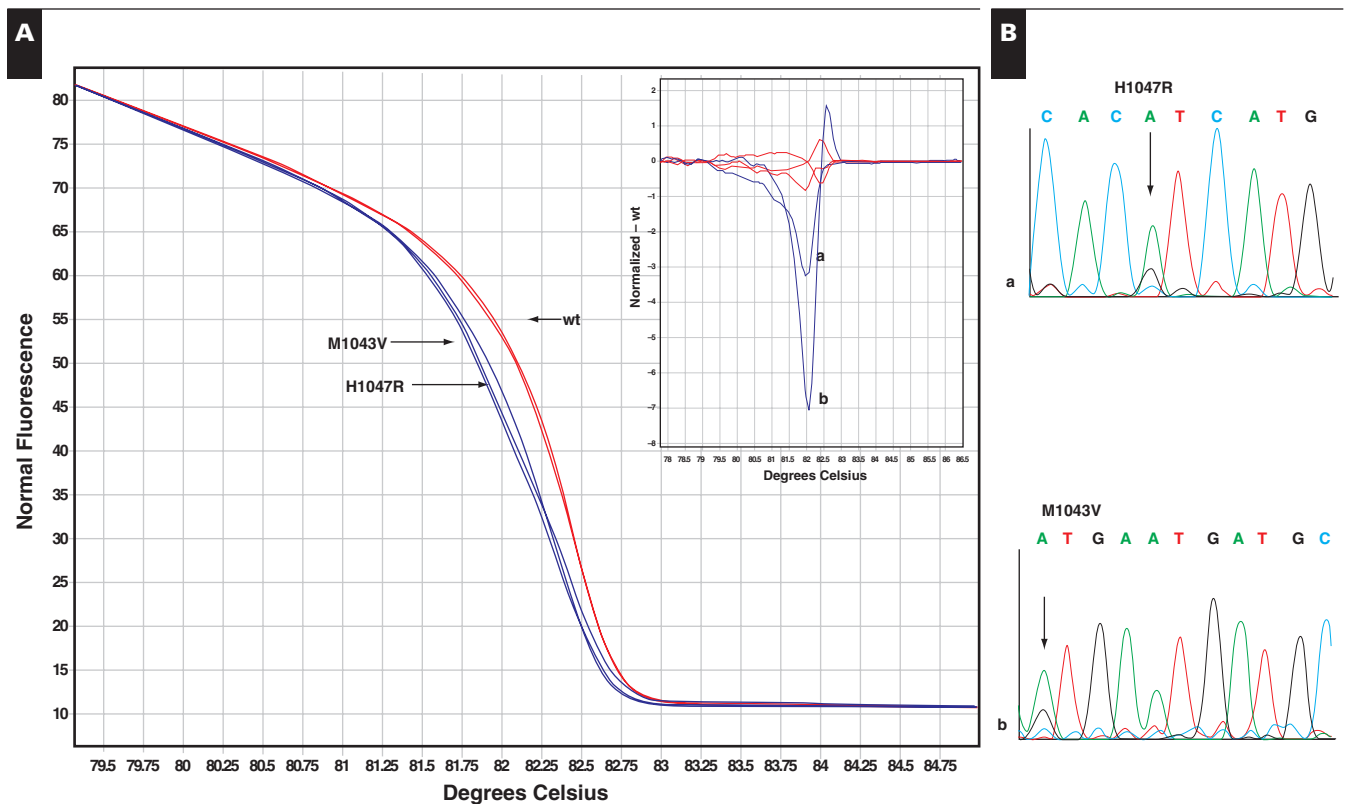 A
80
75
70
65
60
55
50
45
40
35
30
25
20
15
10
Normal Fluorescence
wt
M1043V
H1047R
79.5 79.75 80 80.25 80.5 80.75 81 81.25 81.5 81.75 82 82.25 82.5 82.75 83 83.25 83.5 83.75 84 84.25 84.5 84.75
Degrees Celsius
2
1
0
–1
–2
–3
–4
–5
–6
–7
–8
Normalized – wt
a
b
78 78.5 79 79.5 80 80.5 81 81.5 82 82.5 83 83.5 84 84.5 85 85.5 86 86.5
Degrees Celsius
B
H1047R
C A C A T C A T G
a
M1043V
A T G A A T G A T G C
b